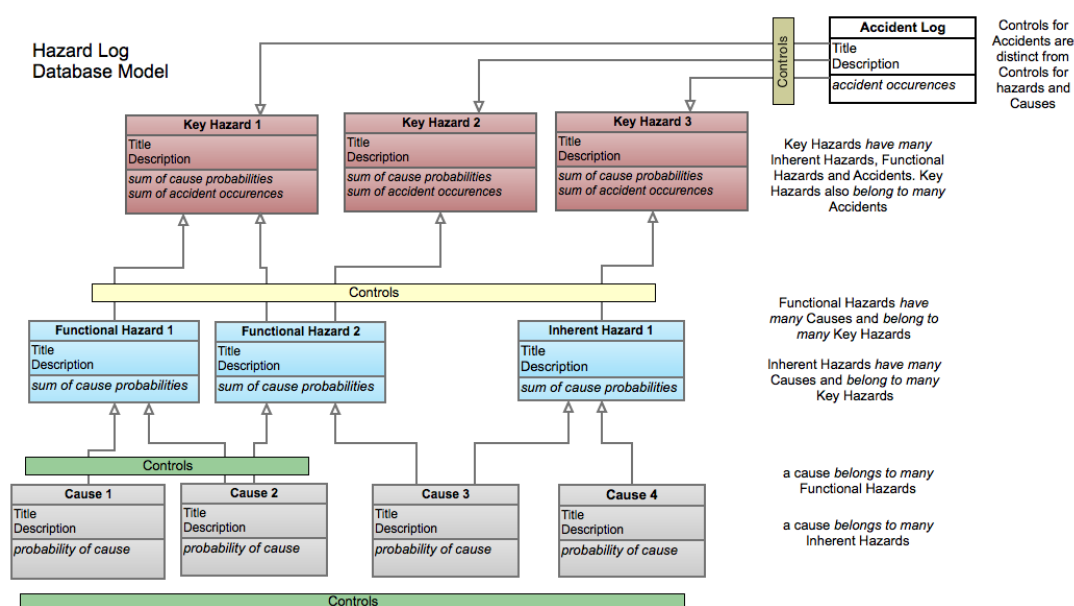 Hazard Log
Database Model
Controls
Accident Log
Title
Description
accident occurences
Controls for
Accidents are
distinct from
Controls for
hazards and
Causes
Key Hazard 1
Title
Description
sum of cause probabilities
sum of accident occurences
Key Hazard 2
Title
Description
sum of cause probabilities
sum of accident occurences
Key Hazard 3
Title
Description
sum of cause probabilities
sum of accident occurences
Key Hazards have many
Inherent Hazards, Functional
Hazards and Accidents. Key
Hazards also belong to many
Accidents
Controls
Functional Hazard 1
Title
Description
sum of cause probabilities
Functional Hazard 2
Title
Description
sum of cause probabilities
Inherent Hazard 1
Title
Description
sum of cause probabilities
Functional Hazards have
many Causes and belong to
many Key Hazards
Inherent Hazards have many
Causes and belong to many
Key Hazards
Controls
Cause 1
Title
Description
probability of cause
Cause 2
Title
Description
probability of cause
Cause 3
Title
Description
probability of cause
Cause 4
Title
Description
probability of cause
a cause belongs to many
Functional Hazards
a cause belongs to many
Inherent Hazards
Controls